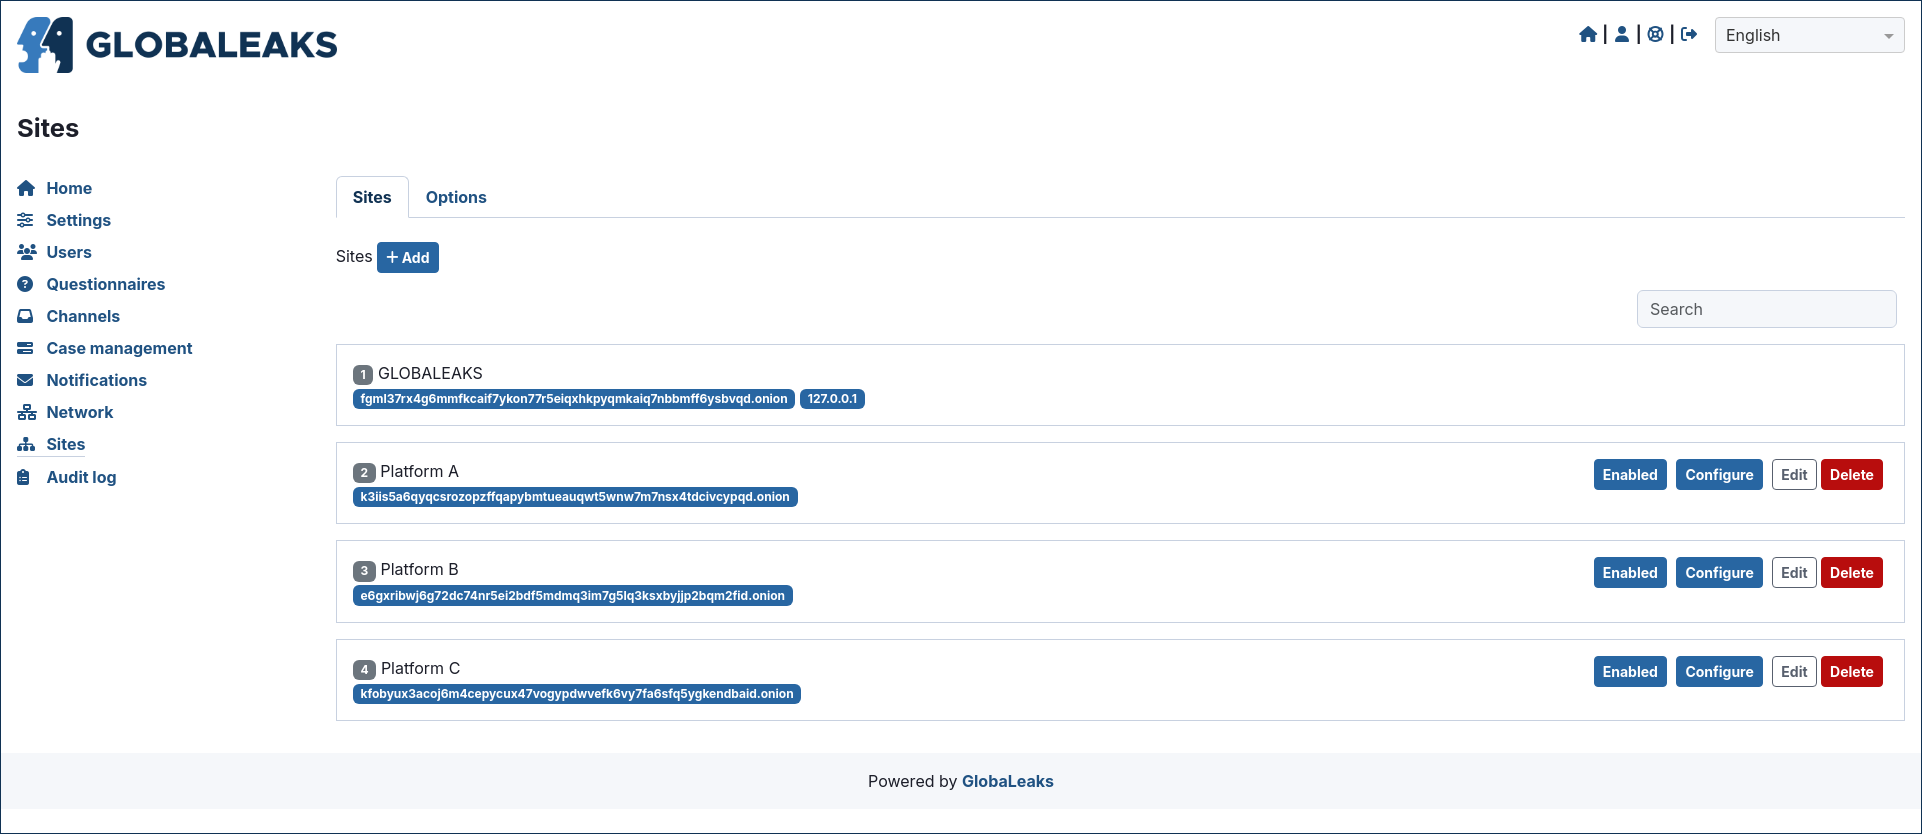 GLOBALEAKS
English
Sites
Home
Settings
Users
Questionnaires
Channels
Case management
Notifications
Network
Sites
Audit log
Sites Options
Sites + Add
Search
1 GLOBALEAKS
fgml37rx4g6mmfkcaif7ykon77r5eiqxhkpyqmkaiq7nbbmff6ysbvqd.onion 127.0.0.1
2 Platform A Enabled Configure Edit Delete
k3iis5a6qyqcsrozopzffqapybmtueauqwt5wnw7m7nsx4tdcivcypqd.onion
3 Platform B Enabled Configure Edit Delete
e6gxribwj6g72dc74nr5ei2bdf5mdmq3im7g5lq3ksxbyjjp2bqm2fid.onion
4 Platform C Enabled Configure Edit Delete
kfobyux3acoj6m4cepycux47vogypdwvefk6vy7fa6sfq5ygkendbaid.onion
Powered by GlobaLeaks